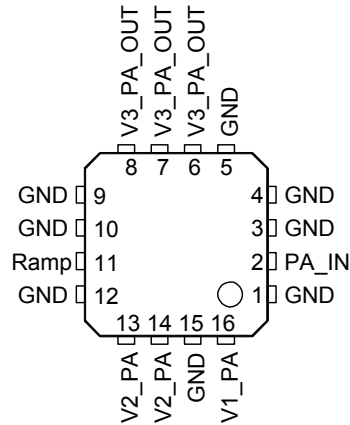 V3_PA_OUT
V3_PA_OUT
V3_PA_OUT
GND
8 7 6 5
GND 9 4 GND
GND 10 3 GND
Ramp 11 2 PA_IN
GND 12 1 GND
13 14 15 16
V2_PA
V2_PA
GND
V1_PA